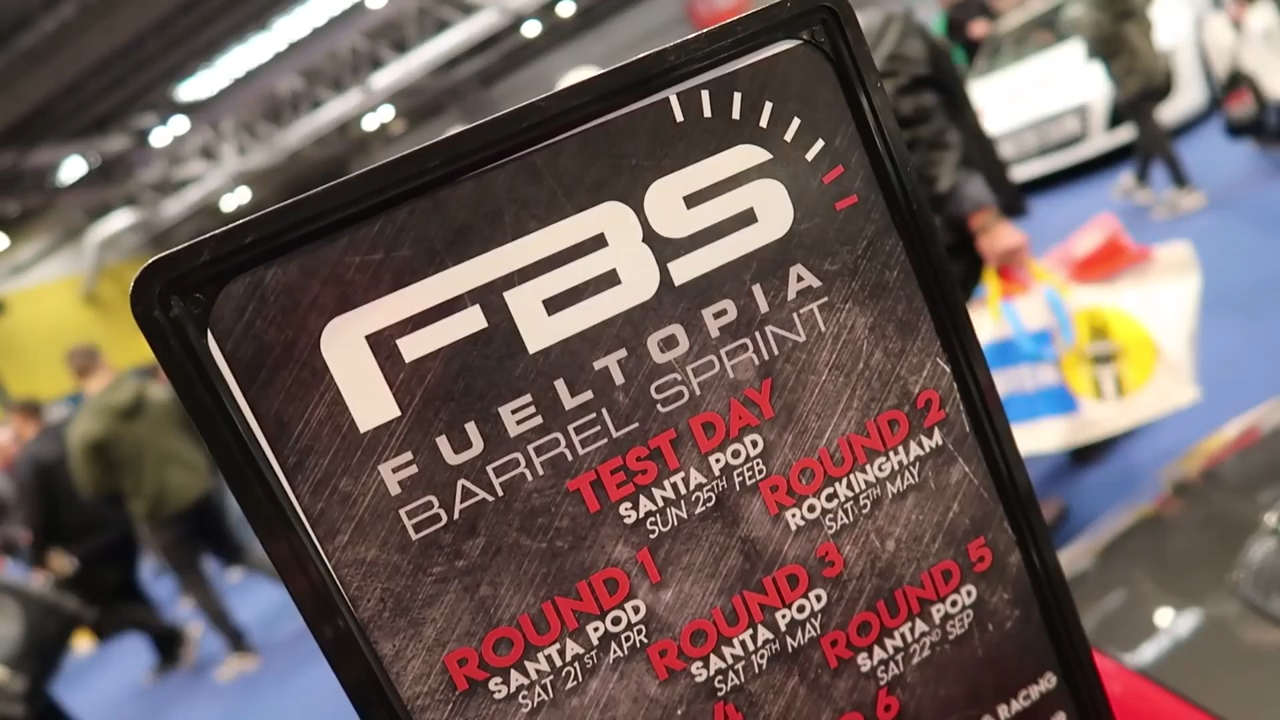 FBS
FUELTOPIA
BARREL SPRINT
TEST DAY
SANTA POD
SUN 25TH FEB
ROUND 1
SANTA POD
SAT 21ST APR
ROUND 2
ROCKINGHAM
SAT 5TH MAY
ROUND 3
SANTA POD
SAT 19TH MAY
ROUND 5
SANTA POD
SAT 22ND SEP
4
6
RACING